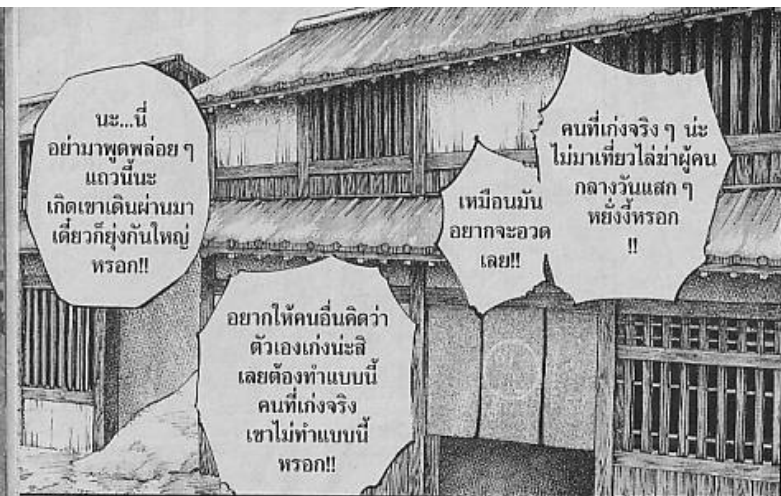 คนที่เก่งจริง ๆ น่ะ
ไม่มาเที่ยวไล่ฆ่าผู้คน
กลางวันแสก ๆ
หยั่งงี้หรอก
!!
เหมือนมัน
อยากจะอวด
เลย!!
อยากให้คนอื่นคิดว่า
ตัวเองเก่งน่ะสิ
เลยต้องทำแบบนี้
คนที่เก่งจริง
เขาไม่ทำแบบนี้
หรอก!!
นะ...นี่
อย่ามาพูดพล่อย ๆ
แถวนี้นะ
เกิดเขาเดินผ่านมา
เดี๋ยวก็ยุ่งกันใหญ่
หรอก!!